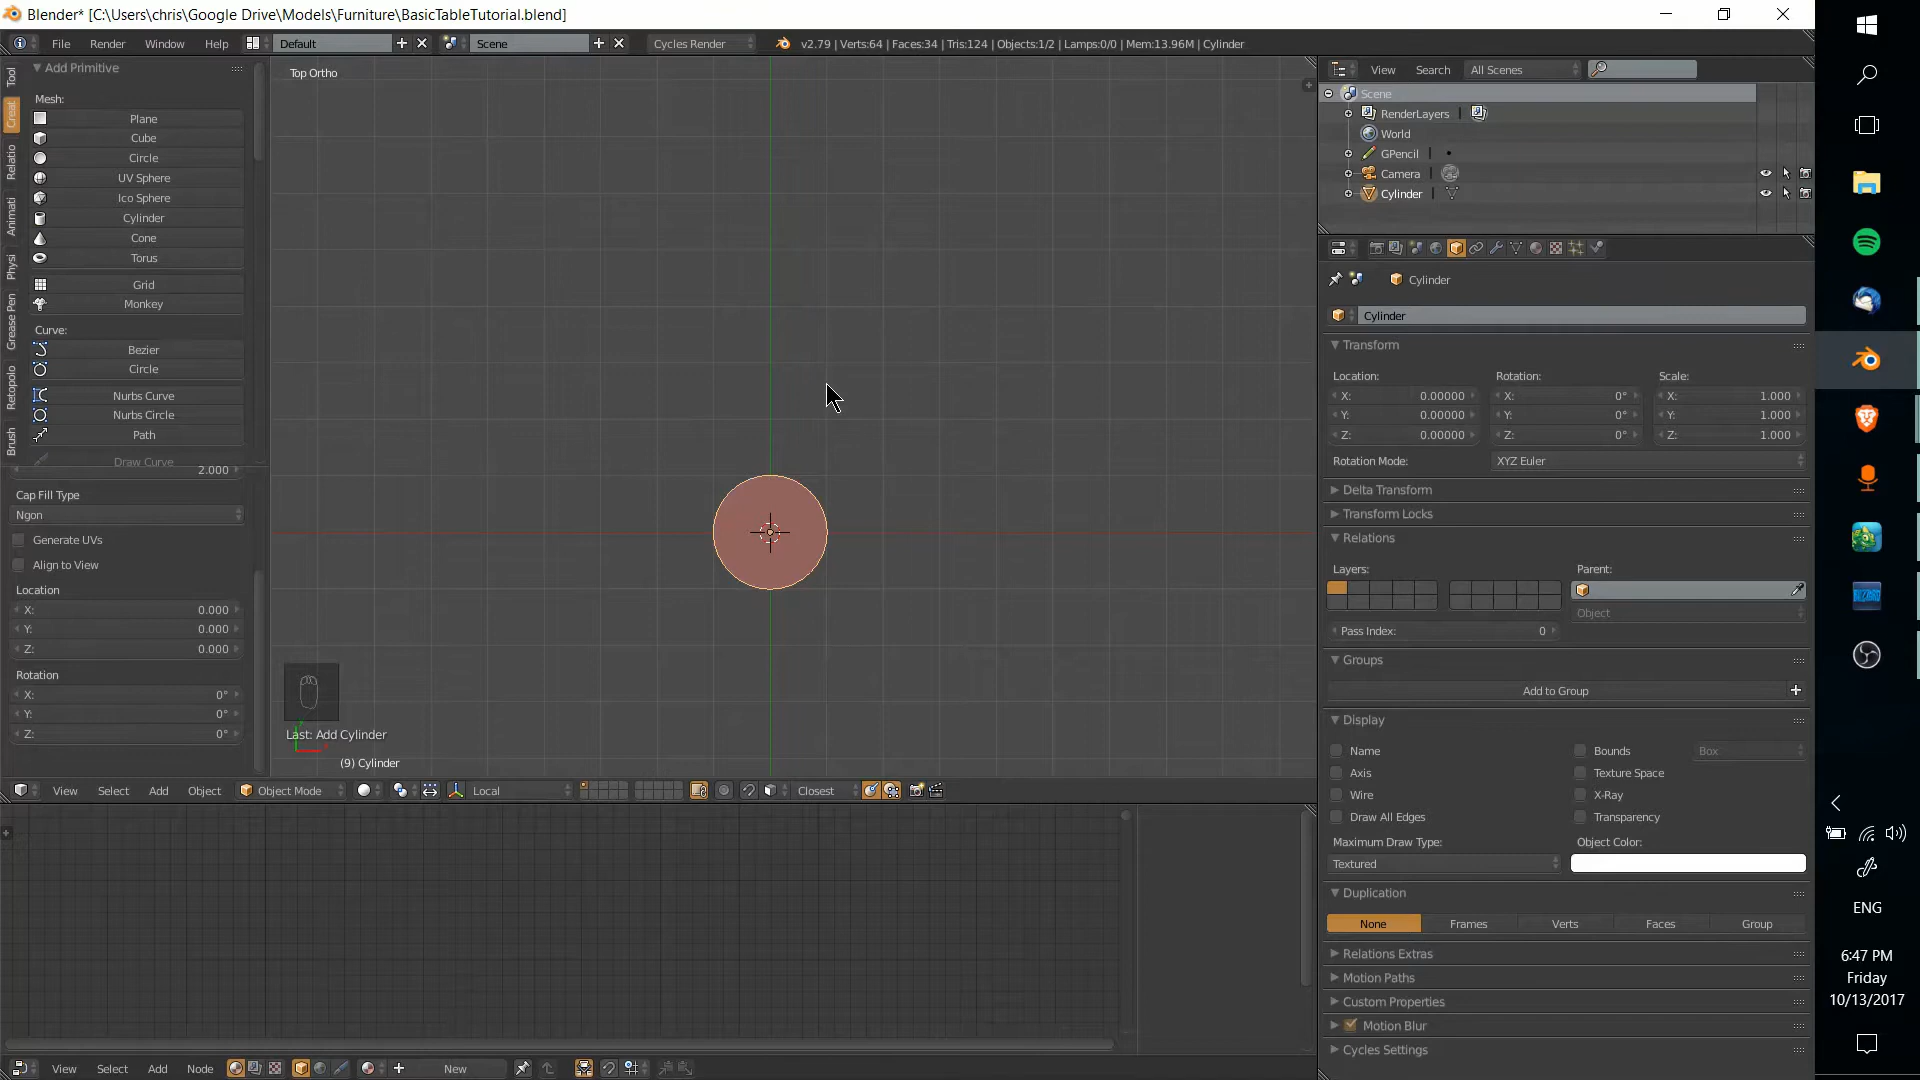 Blender* [C:\Users\chris\Google Drive\Models\Furniture\BasicTableTutorial.blend]
File Render Window Help Default Scene Cycles Render v2.79 | Verts:64 | Faces:34 | Tris:124 | Objects:1/2 | Lamps:0/0 | Mem:13.96M | Cylinder
Tool
Creat
Relatio
Animati
Physi
Grease Pen
Retopolo
Brush
Add Primitive
Mesh:
Plane
Cube
Circle
UV Sphere
Ico Sphere
Cylinder
Cone
Torus
Grid
Monkey
Curve:
Bezier
Circle
Nurbs Curve
Nurbs Circle
Path
Draw Curve
2.000
Cap Fill Type
Ngon
Generate UVs
Align to View
Location
X: 0.000
Y: 0.000
Z: 0.000
Rotation
X: 0°
Y: 0°
Z: 0°
Top Ortho
Last: Add Cylinder
(9) Cylinder
View Select Add Object Object Mode Local Closest
View Select Add Node New
View Search All Scenes
Scene
RenderLayers
World
GPencil
Camera
Cylinder
Cylinder
Cylinder
Transform
Location: Rotation: Scale:
X: 0.00000 X: 0° X: 1.000
Y: 0.00000 Y: 0° Y: 1.000
Z: 0.00000 Z: 0° Z: 1.000
Rotation Mode: XYZ Euler
Delta Transform
Transform Locks
Relations
Layers: Parent:
Object
Pass Index: 0
Groups
Add to Group
Display
Name Bounds Box
Axis Texture Space
Wire X-Ray
Draw All Edges Transparency
Maximum Draw Type: Object Color:
Textured
Duplication
None Frames Verts Faces Group
Relations Extras
Motion Paths
Custom Properties
Motion Blur
Cycles Settings
ENG
6:47 PM
Friday
10/13/2017